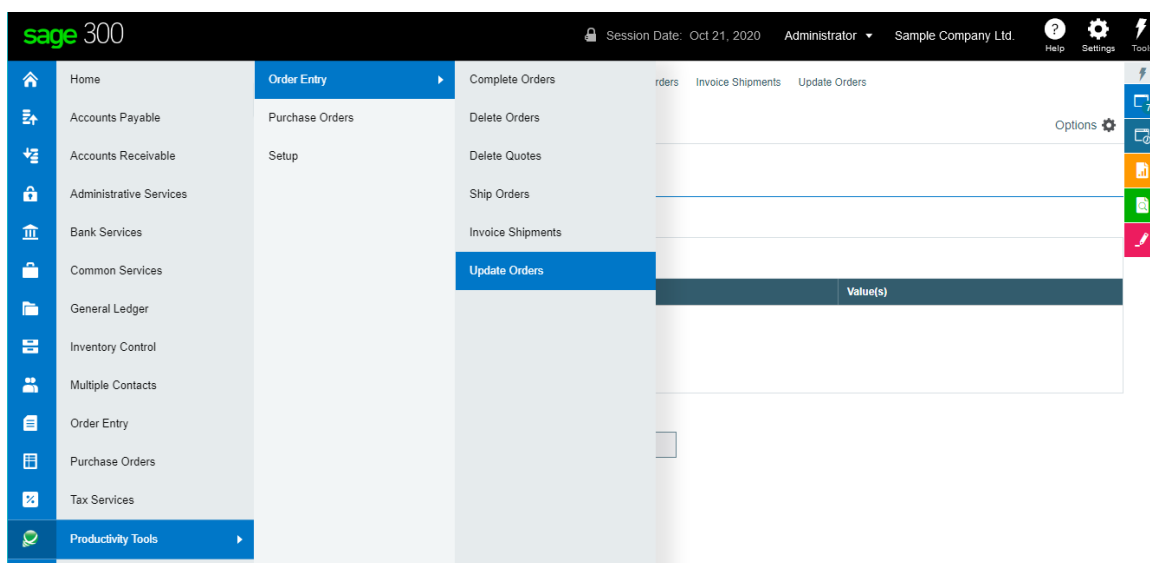 sage 300
Session Date: Oct 21, 2020 Administrator Sample Company Ltd. Help Settings
Home
Accounts Payable
Accounts Receivable
Administrative Services
Bank Services
Common Services
General Ledger
Inventory Control
Multiple Contacts
Order Entry
Purchase Orders
Tax Services
Productivity Tools
Order Entry
Purchase Orders
Setup
Complete Orders
Delete Orders
Delete Quotes
Ship Orders
Invoice Shipments
Update Orders
rders Invoice Shipments Update Orders
Options
Value(s)